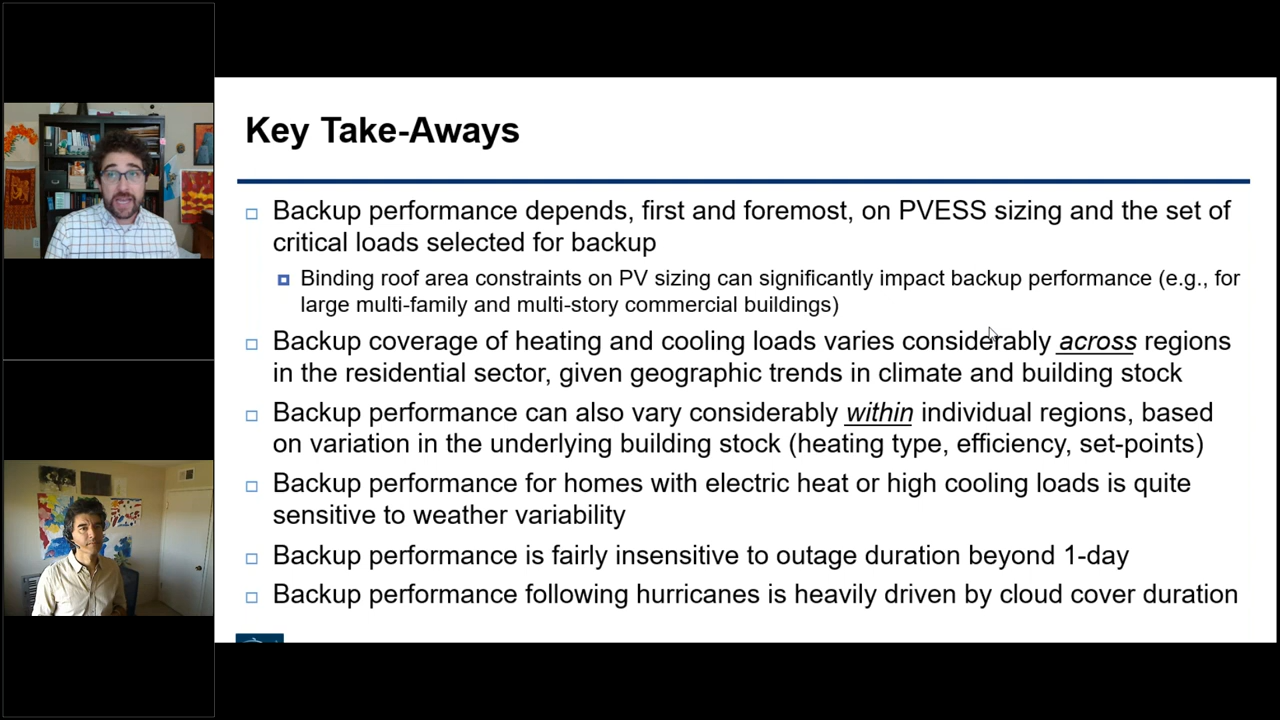 Key Take-Aways
Backup performance depends, first and foremost, on PVESS sizing and the set of
critical loads selected for backup
Binding roof area constraints on PV sizing can significantly impact backup performance (e.g., for
large multi-family and multi-story commercial buildings)
Backup coverage of heating and cooling loads varies considerably across regions
in the residential sector, given geographic trends in climate and building stock
Backup performance can also vary considerably within individual regions, based
on variation in the underlying building stock (heating type, efficiency, set-points)
Backup performance for homes with electric heat or high cooling loads is quite
sensitive to weather variability
Backup performance is fairly insensitive to outage duration beyond 1-day
Backup performance following hurricanes is heavily driven by cloud cover duration